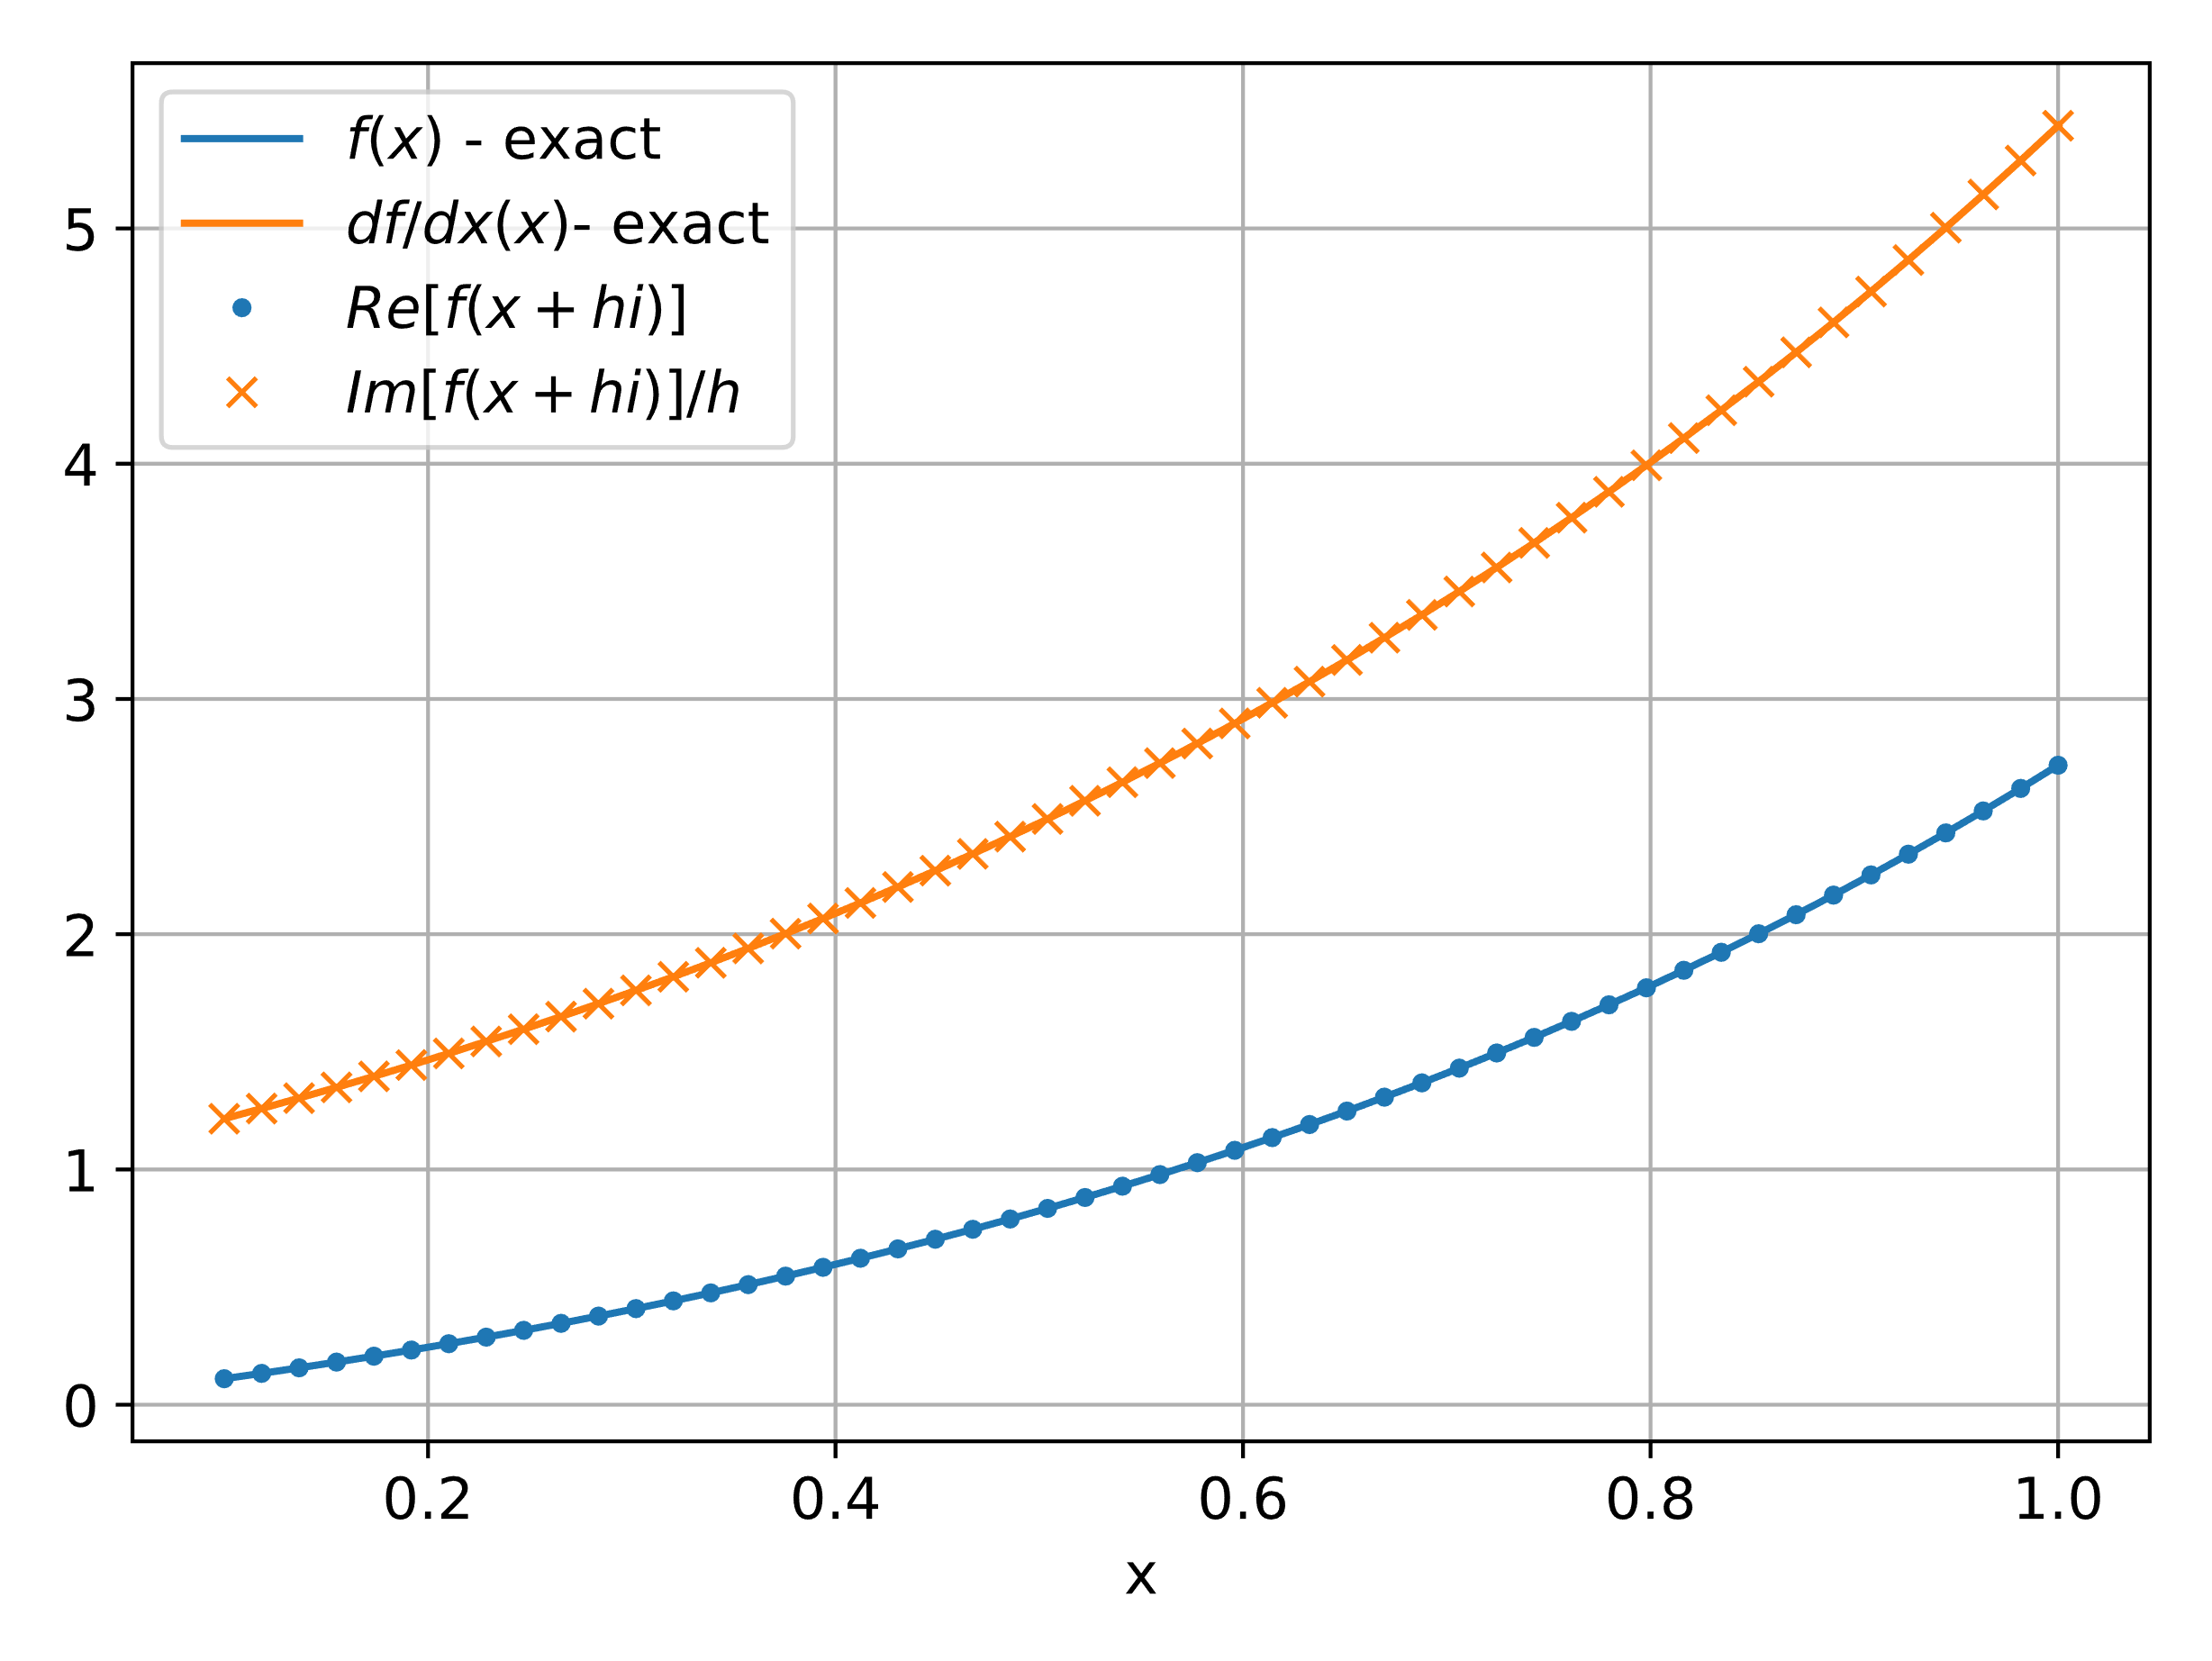 f(x) - exact
df/dx(x)- exact
Re[f(x + hi)]
Im[f(x + hi)]/h
5
4
3
2
1
0
0.2 0.4 0.6 0.8 1.0
x